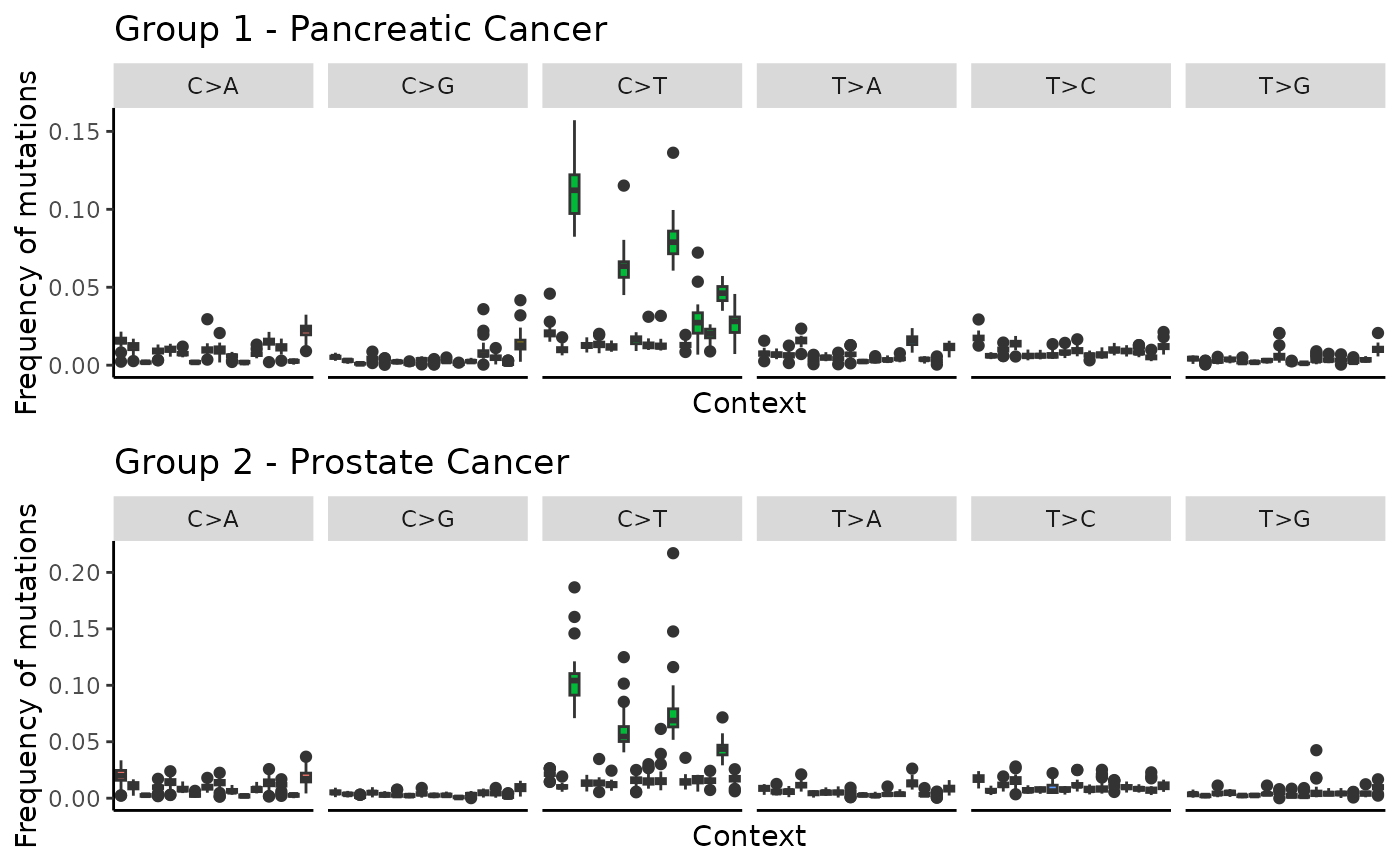 Group 1 - Pancreatic Cancer
C>A C>G C>T T>A T>C T>G
Frequency of mutations
0.15
0.10
0.05
0.00
Context
Group 2 - Prostate Cancer
C>A C>G C>T T>A T>C T>G
Frequency of mutations
0.20
0.15
0.10
0.05
0.00
Context